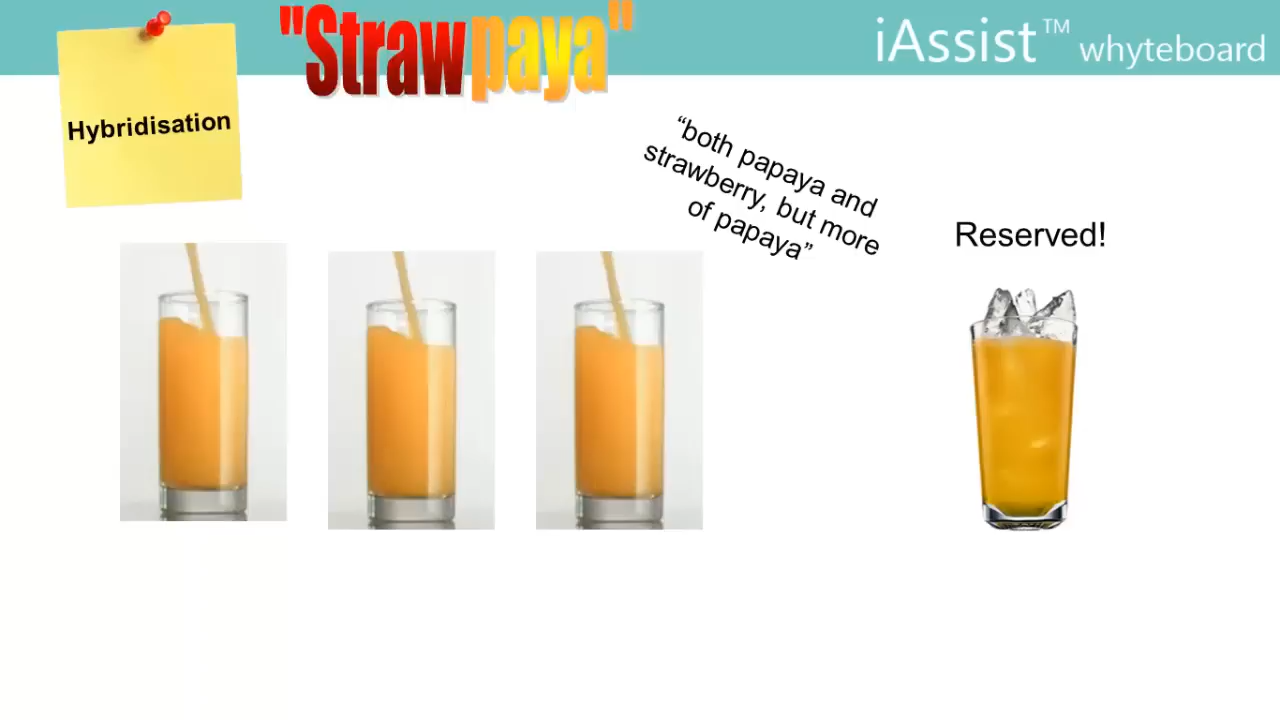 "Strawpaya"
iAssist™ whyteboard
Hybridisation
“both papaya and
strawberry, but more
of papaya”
Reserved!